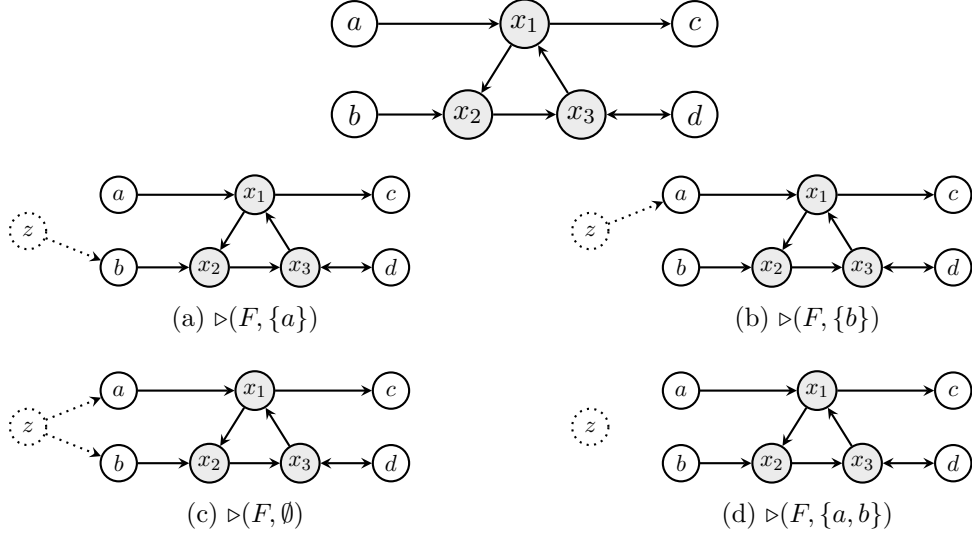 a x₁ c
b x₂ x₃ d
a x₁ c
z
b x₂ x₃ d
(a) ▹(F, {a})
a x₁ c
z
b x₂ x₃ d
(b) ▹(F, {b})
a x₁ c
z
b x₂ x₃ d
(c) ▹(F, ∅)
a x₁ c
z
b x₂ x₃ d
(d) ▹(F, {a, b})